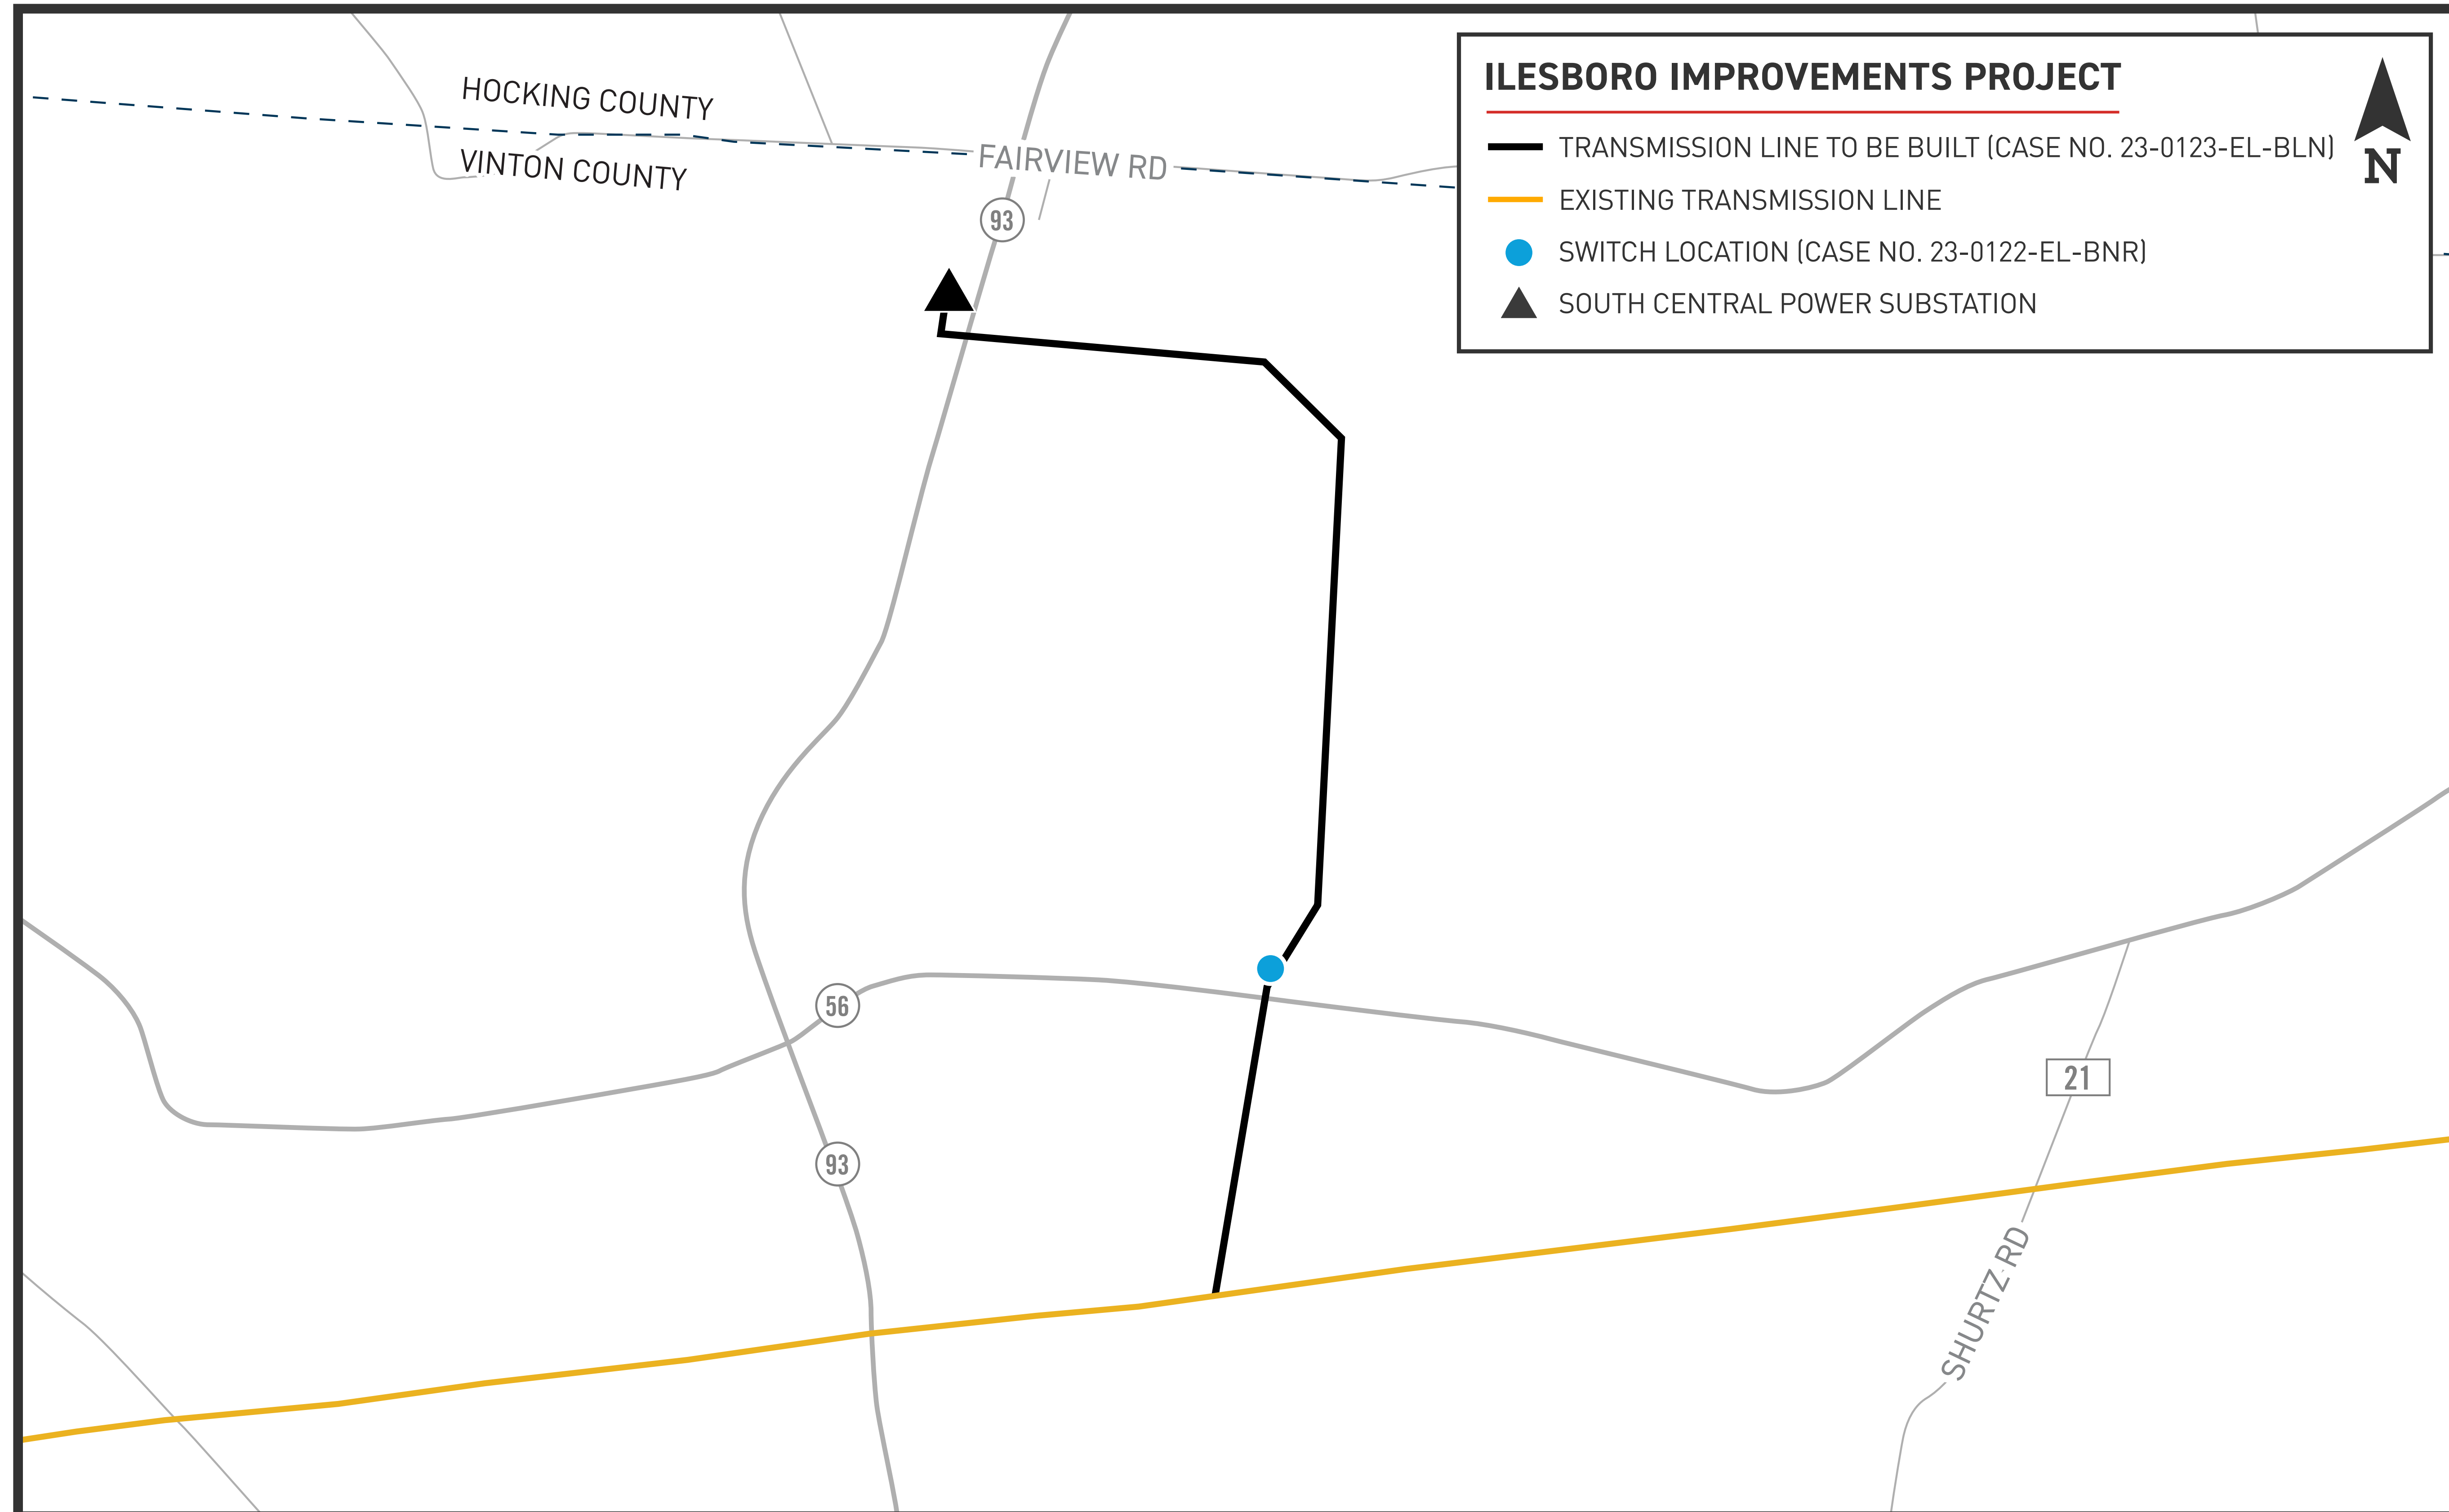 HOCKING COUNTY
VINTON COUNTY
FAIRVIEW RD
93
ILESBORO IMPROVEMENTS PROJECT
TRANSMISSION LINE TO BE BUILT (CASE NO. 23-0123-EL-BLN)
EXISTING TRANSMISSION LINE
SWITCH LOCATION (CASE NO. 23-0122-EL-BNR)
SOUTH CENTRAL POWER SUBSTATION
N
56
21
93
SHURTZ RD